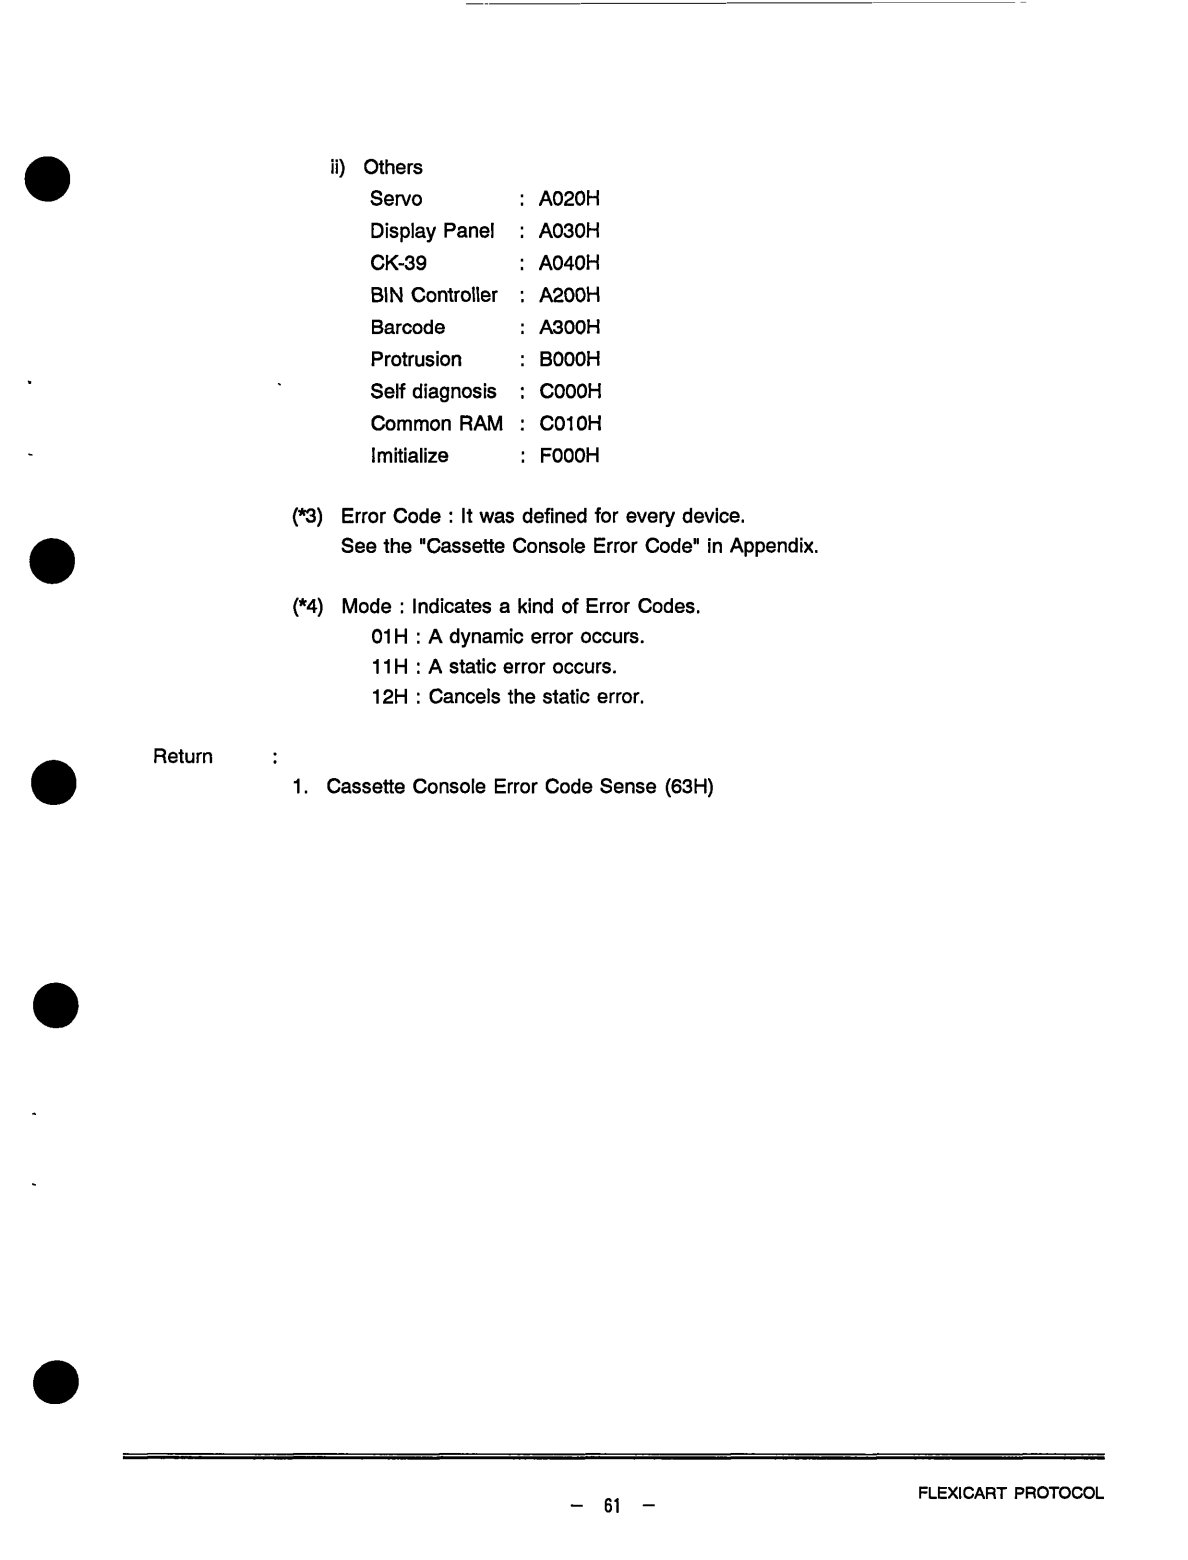 ii) Others
Servo : A020H
Display Panel : A030H
CK-39 : A040H
BIN Controller : A200H
Barcode : A300H
Protrusion : B000H
Self diagnosis : C000H
Common RAM : C010H
Imitialize : F000H
(*3) Error Code : It was defined for every device.
See the "Cassette Console Error Code" in Appendix.
(*4) Mode : Indicates a kind of Error Codes.
01H : A dynamic error occurs.
11H : A static error occurs.
12H : Cancels the static error.
Return :
1. Cassette Console Error Code Sense (63H)
FLEXICART PROTOCOL
– 61 –